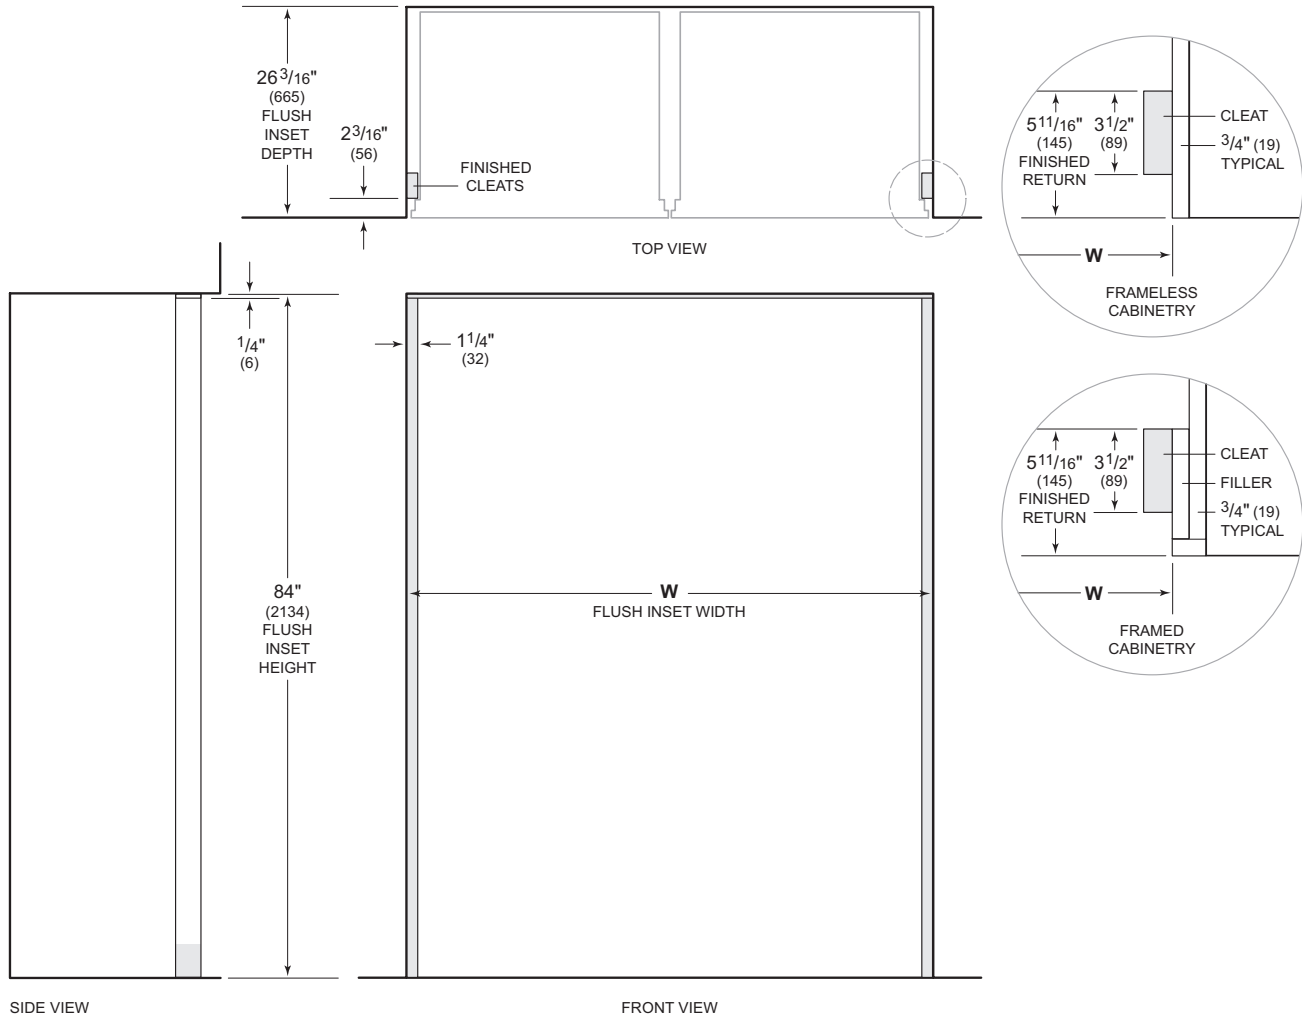 26 3/16"
(665)
FLUSH
INSET
DEPTH
2 3/16"
(56)
FINISHED
CLEATS
TOP VIEW
5 11/16"
(145)
FINISHED
RETURN
3 1/2"
(89)
CLEAT
3/4" (19)
TYPICAL
W
FRAMELESS
CABINETRY
1/4"
(6)
1 1/4"
(32)
5 11/16"
(145)
FINISHED
RETURN
3 1/2"
(89)
CLEAT
FILLER
3/4" (19)
TYPICAL
W
FRAMED
CABINETRY
84"
(2134)
FLUSH
INSET
HEIGHT
W
FLUSH INSET WIDTH
SIDE VIEW
FRONT VIEW